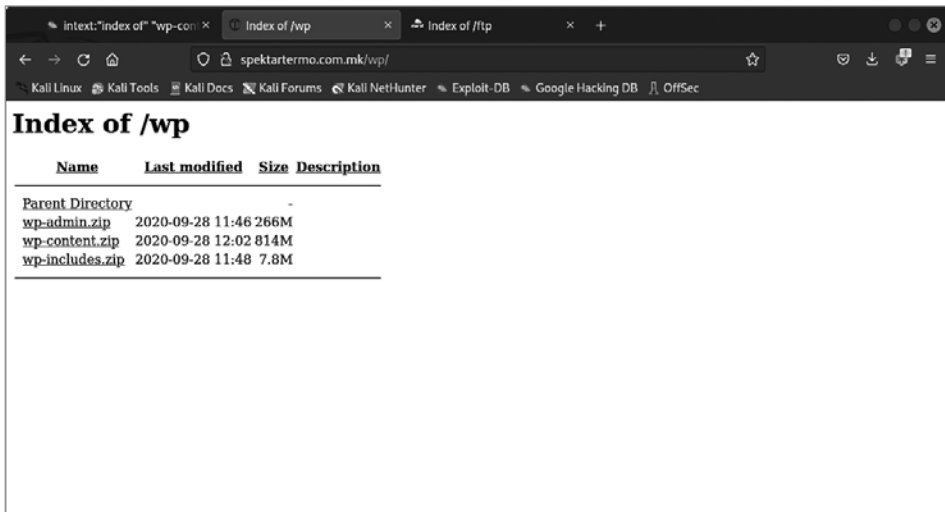 intext:"index of" "wp-con
Index of /wp
Index of /ftp
spektartermo.com.mk/wp/
Kali Linux Kali Tools Kali Docs Kali Forums Kali NetHunter Exploit-DB Google Hacking DB OffSec
Index of /wp
Name Last modified Size Description
Parent Directory -
wp-admin.zip 2020-09-28 11:46 266M
wp-content.zip 2020-09-28 12:02 814M
wp-includes.zip 2020-09-28 11:48 7.8M